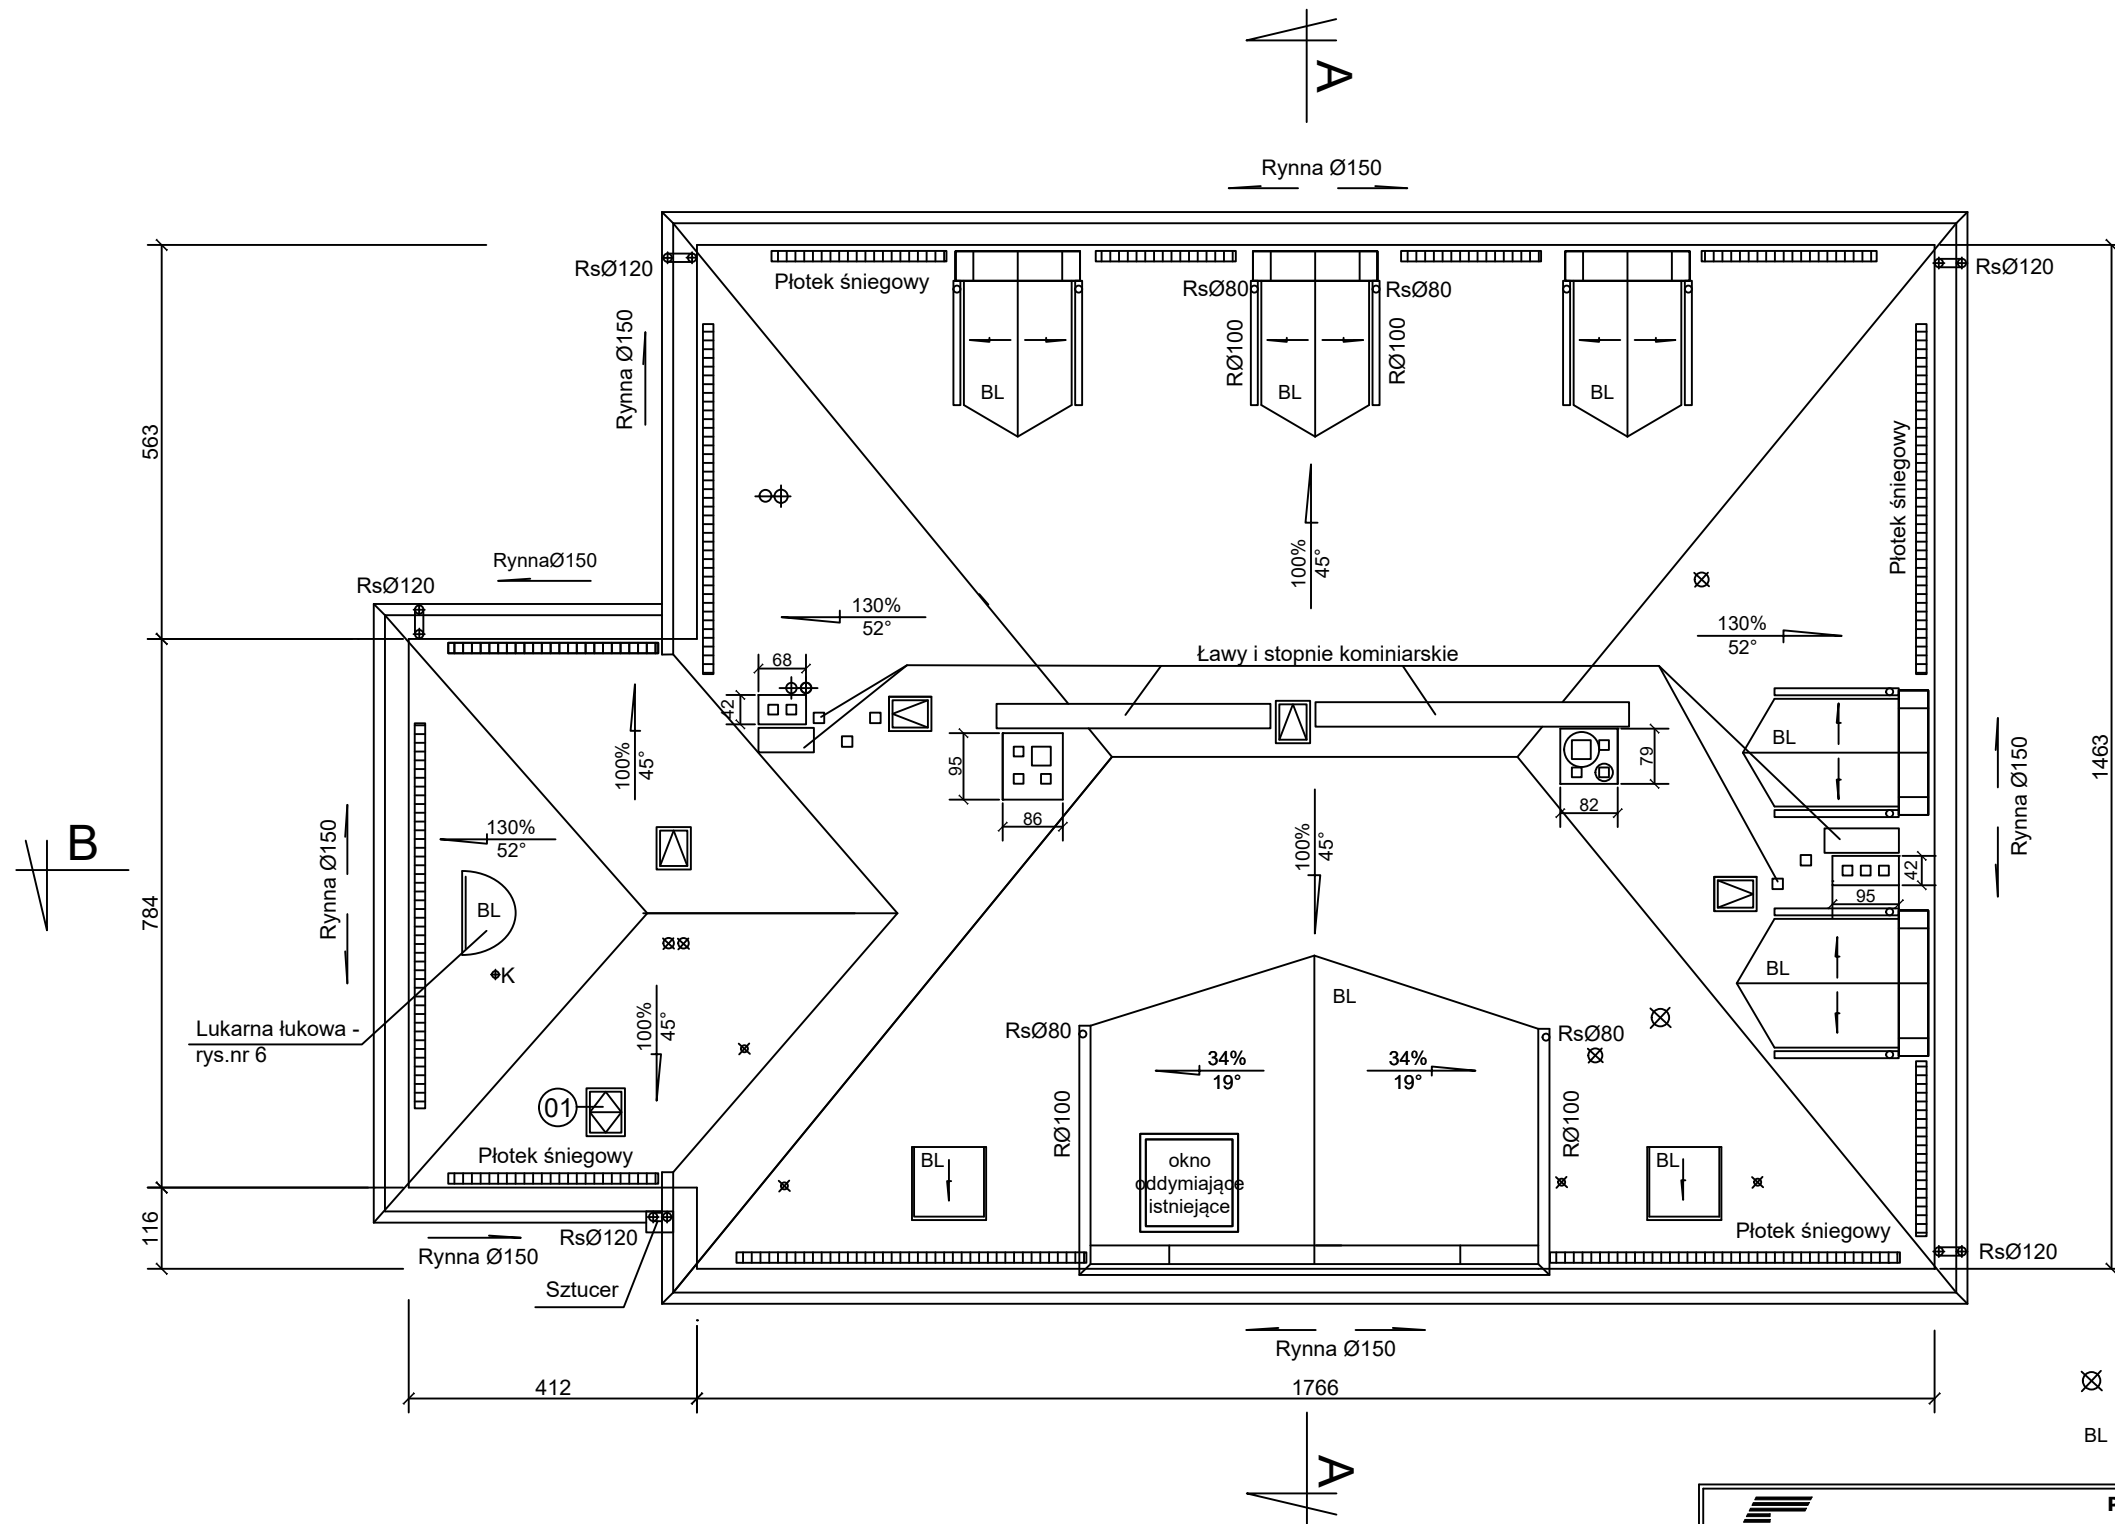 A
Rynna Ø150
RsØ120
Płotek śniegowy
RsØ80
RsØ80
RsØ120
Rynna Ø150
RØ100
RØ100
BL
BL
BL
563
Płotek śniegowy
RynnaØ150
RsØ120
100%
45°
130%
52°
130%
52°
Ławy i stopnie kominiarskie
68
42
100%
45°
95
86
79
82
BL
Rynna Ø150
1463
B
130%
52°
Rynna Ø150
100%
45°
42
95
784
BL
K
BL
BL
Lukarna łukowa -
rys.nr 6
100%
45°
RsØ80
RsØ80
34%
19°
34%
19°
01
RØ100
RØ100
Płotek śniegowy
BL
okno
oddymiające
istniejące
BL
116
RsØ120
Rynna Ø150
Płotek śniegowy
RsØ120
Sztucer
Rynna Ø150
412
1766
BL
A